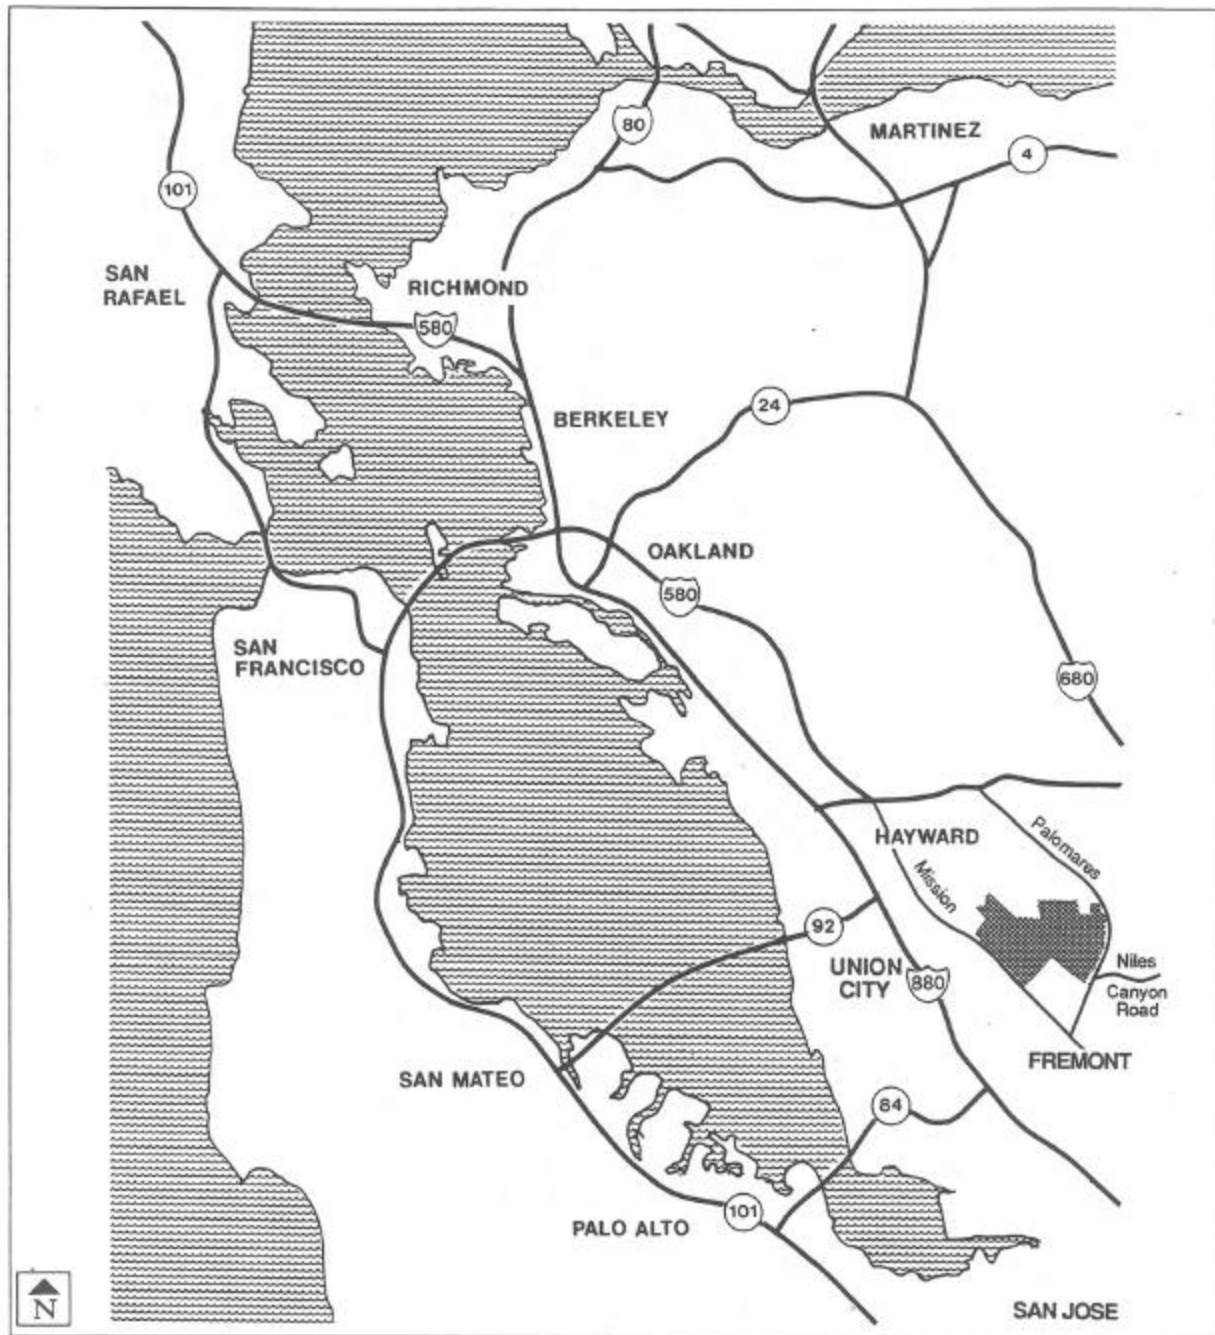 80
MARTINEZ
4
101
SAN
RAFAEL
RICHMOND
580
24
BERKELEY
OAKLAND
580
SAN
FRANCISCO
680
HAYWARD
Palomares
Mission
92
UNION
CITY
880
Niles
Canyon
Road
FREMONT
SAN MATEO
84
PALO ALTO
101
N
SAN JOSE